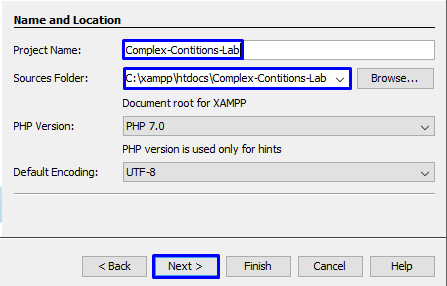 Name and Location
Project Name: Complex-Contitions-Lab
Sources Folder: C:\xampp\htdocs\Complex-Contitions-Lab Browse...
Document root for XAMPP
PHP Version: PHP 7.0
PHP version is used only for hints
Default Encoding: UTF-8
< Back Next > Finish Cancel Help